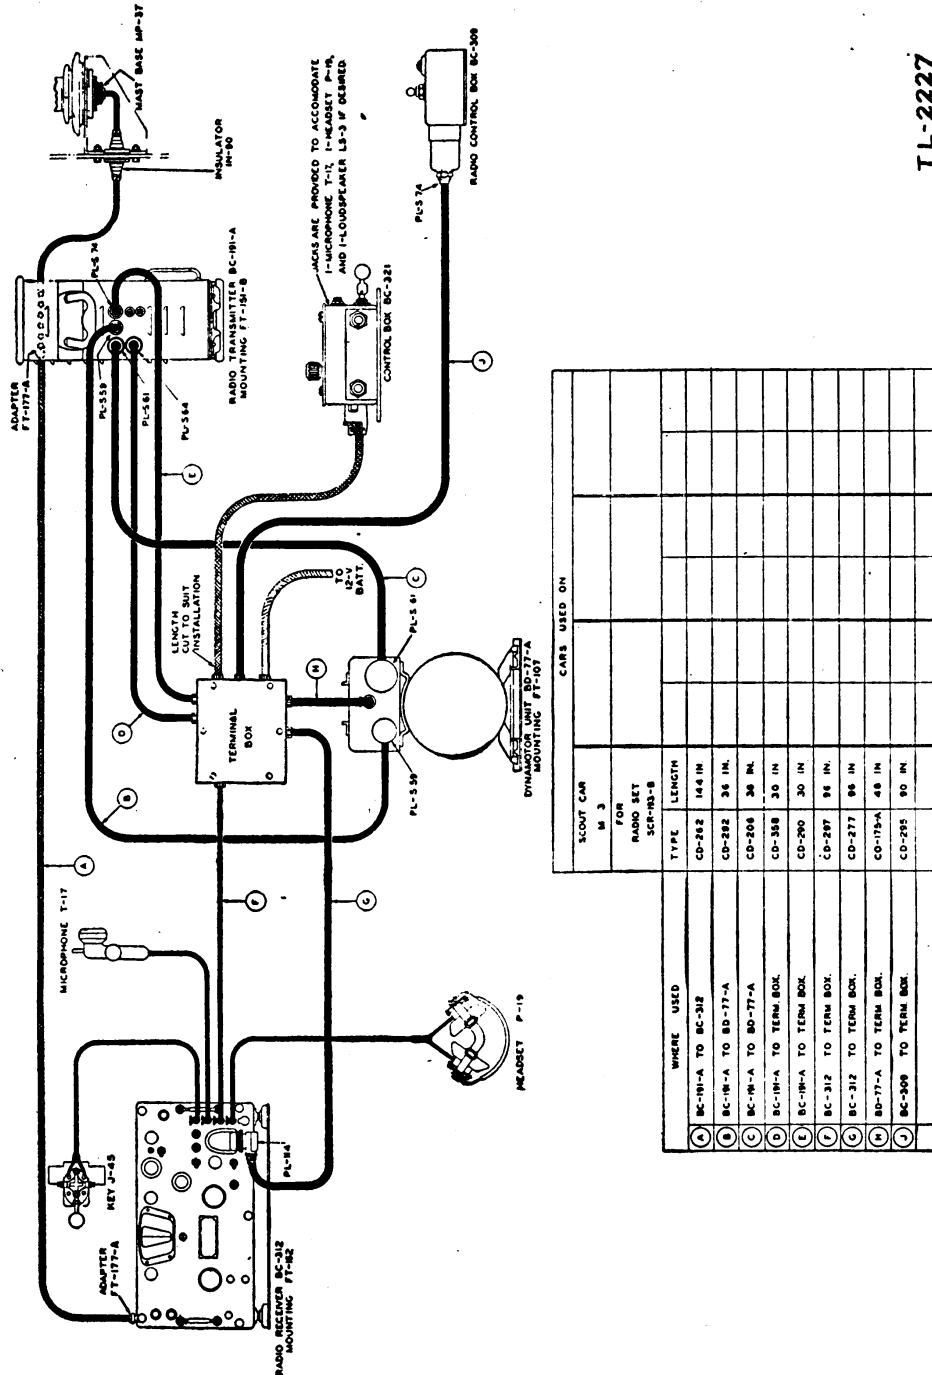 MAST BASE MP-37
INSULATOR
IN-80
ADAPTER
FT-177-A
PL-S 74
PL-S59
PL-S61
PL-S64
RADIO TRANSMITTER BC-191-A
MOUNTING FT-151-B
JACKS ARE PROVIDED TO ACCOMODATE
1-MICROPHONE T-17, 1-HEADSET P-19,
AND 1-LOUDSPEAKER LS-3 IF DESIRED.
CONTROL BOX BC-321
PL-S 74
RADIO CONTROL BOX BC-309
LENGTH
CUT TO SUIT
INSTALLATION
TO
12-V
BATT.
TERMINAL
BOX
PL-S 61
PL-S 59
DYNAMOTOR UNIT BD-77-A
MOUNTING FT-107
A
B
C
D
E
F
G
H
J
MICROPHONE T-17
KEY J-45
ADAPTER
FT-177-A
HEADSET P-19
PL-114
RADIO RECEIVER BC-312
MOUNTING FT-162
SCOUT CAR
M 3
FOR
RADIO SET
SCR-193-B
CARS USED ON
WHERE USED TYPE LENGTH
A BC-191-A TO BC-312 CD-262 144 IN
B BC-191-A TO BD-77-A CD-292 36 IN.
C BC-191-A TO BD-77-A CD-206 36 IN.
D BC-191-A TO TERM. BOX. CD-358 30 IN
E BC-191-A TO TERM BOX. CD-290 30 IN
F BC-312 TO TERM BOX. CD-297 96 IN.
G BC-312 TO TERM BOX. CD-277 96 IN
H BD-77-A TO TERM BOX. CO-175-A 48 IN
J BC-309 TO TERM BOX. CD-295 90 IN
TL-2227